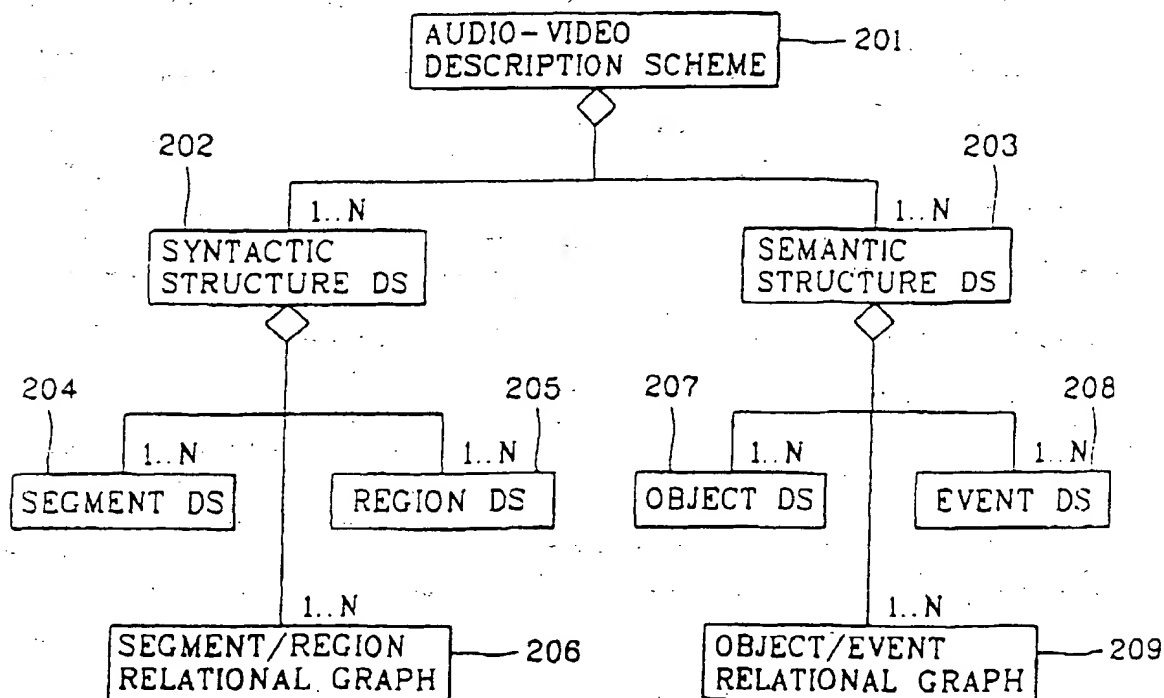 AUDIO-VIDEO
DESCRIPTION SCHEME
201
202
203
1..N
1..N
SYNTACTIC
STRUCTURE DS
SEMANTIC
STRUCTURE DS
204
205
207
208
1..N
1..N
1..N
1..N
SEGMENT DS
REGION DS
OBJECT DS
EVENT DS
1..N
1..N
SEGMENT/REGION
RELATIONAL GRAPH
206
OBJECT/EVENT
RELATIONAL GRAPH
209